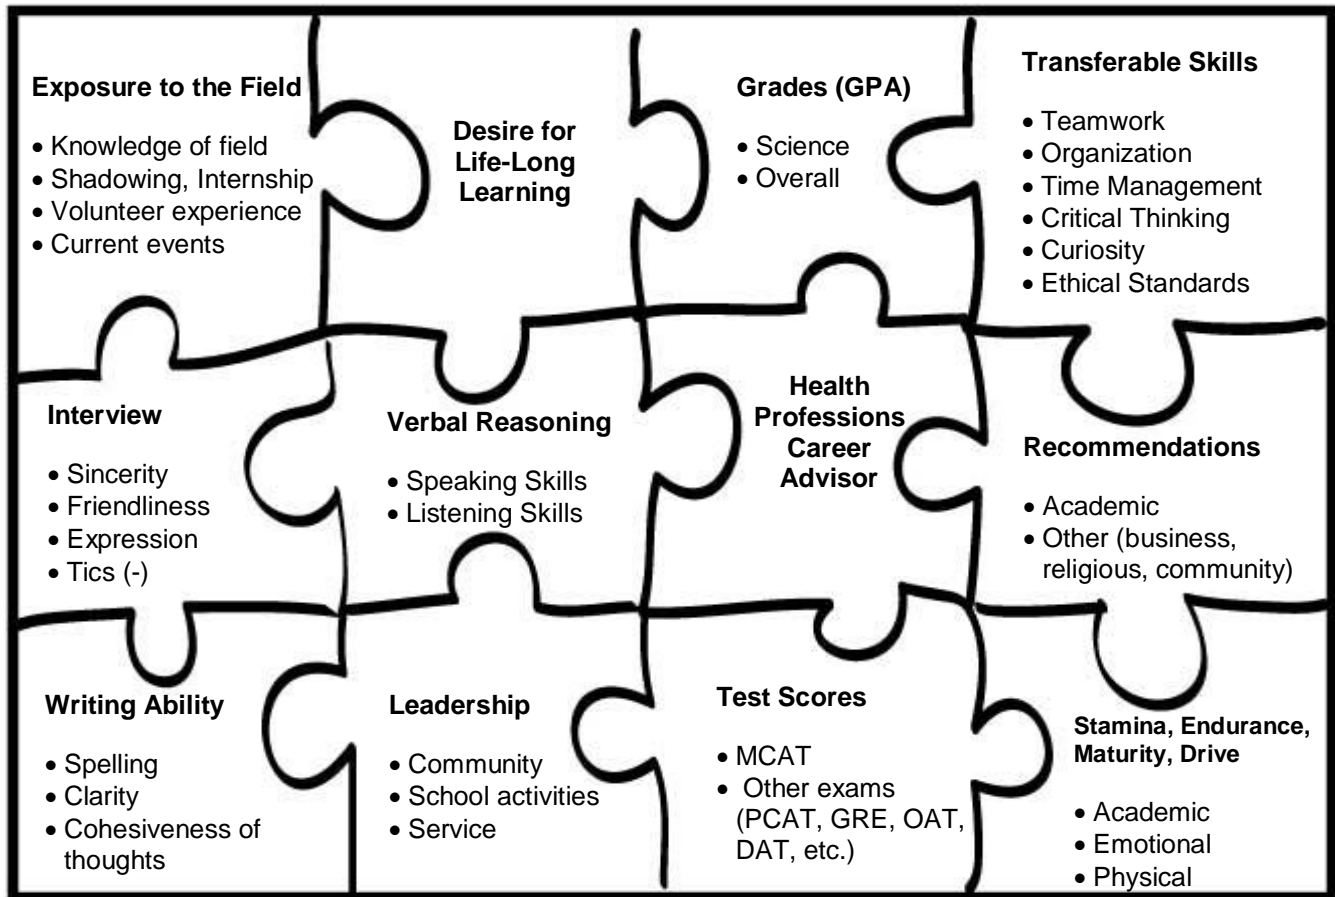 Exposure to the Field
• Knowledge of field
• Shadowing, Internship
• Volunteer experience
• Current events
Desire for
Life-Long
Learning
Grades (GPA)
• Science
• Overall
Transferable Skills
• Teamwork
• Organization
• Time Management
• Critical Thinking
• Curiosity
• Ethical Standards
Interview
• Sincerity
• Friendliness
• Expression
• Tics (-)
Verbal Reasoning
• Speaking Skills
• Listening Skills
Health
Professions
Career
Advisor
Recommendations
• Academic
• Other (business,
religious, community)
Writing Ability
• Spelling
• Clarity
• Cohesiveness of
thoughts
Leadership
• Community
• School activities
• Service
Test Scores
• MCAT
• Other exams
(PCAT, GRE, OAT,
DAT, etc.)
Stamina, Endurance,
Maturity, Drive
• Academic
• Emotional
• Physical